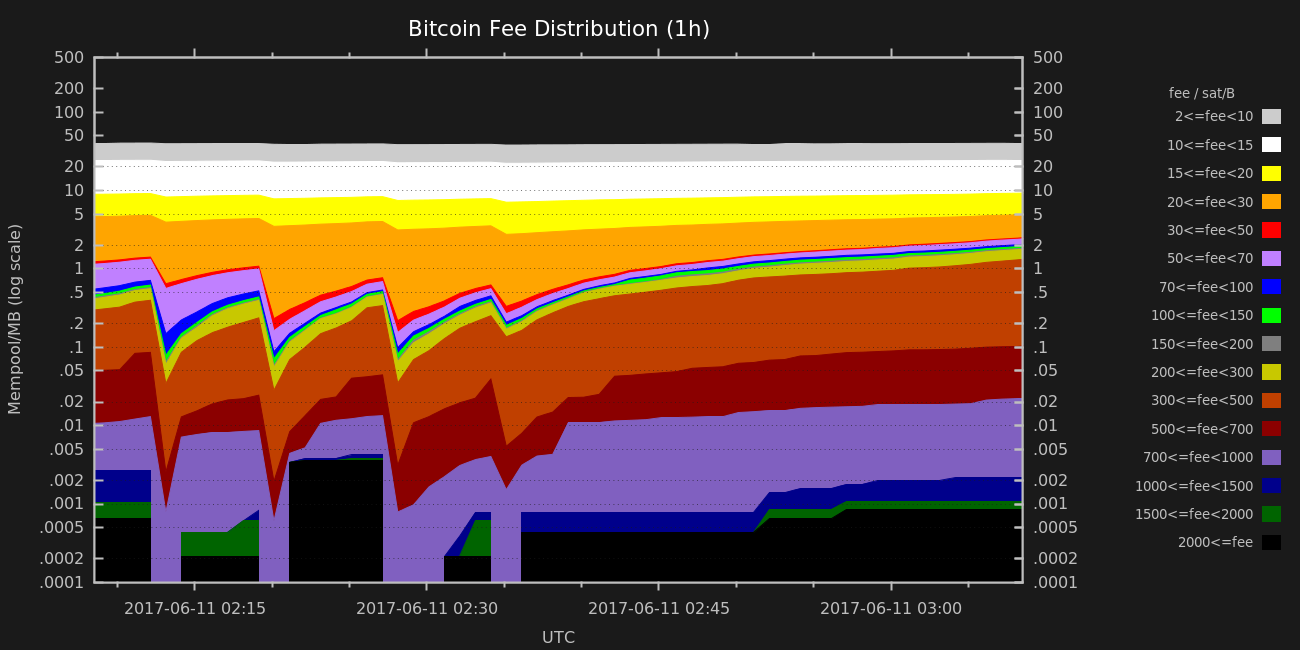 Bitcoin Fee Distribution (1h)
Mempool/MB (log scale)
500
200
100
50
20
10
5
2
1
.5
.2
.1
.05
.02
.01
.005
.002
.001
.0005
.0002
.0001
500
200
100
50
20
10
5
2
1
.5
.2
.1
.05
.02
.01
.005
.002
.001
.0005
.0002
.0001
2017-06-11 02:15 2017-06-11 02:30 2017-06-11 02:45 2017-06-11 03:00
UTC
fee / sat/B
2<=fee<10
10<=fee<15
15<=fee<20
20<=fee<30
30<=fee<50
50<=fee<70
70<=fee<100
100<=fee<150
150<=fee<200
200<=fee<300
300<=fee<500
500<=fee<700
700<=fee<1000
1000<=fee<1500
1500<=fee<2000
2000<=fee